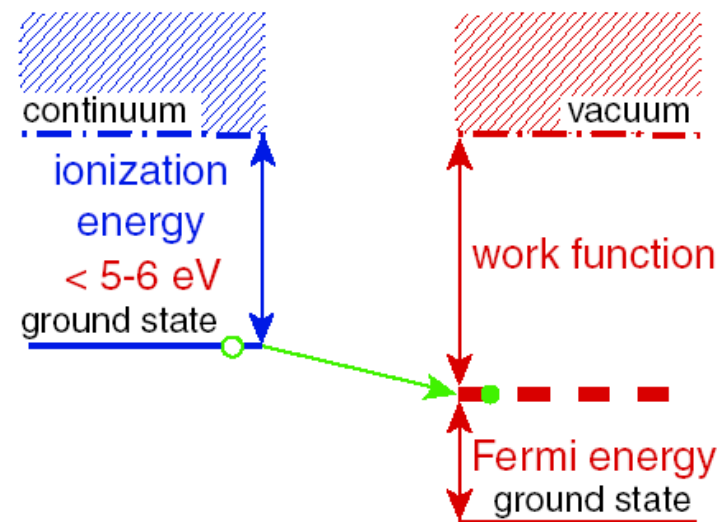 continuum
ionization
energy
< 5-6 eV
ground state
vacuum
work function
Fermi energy
ground state